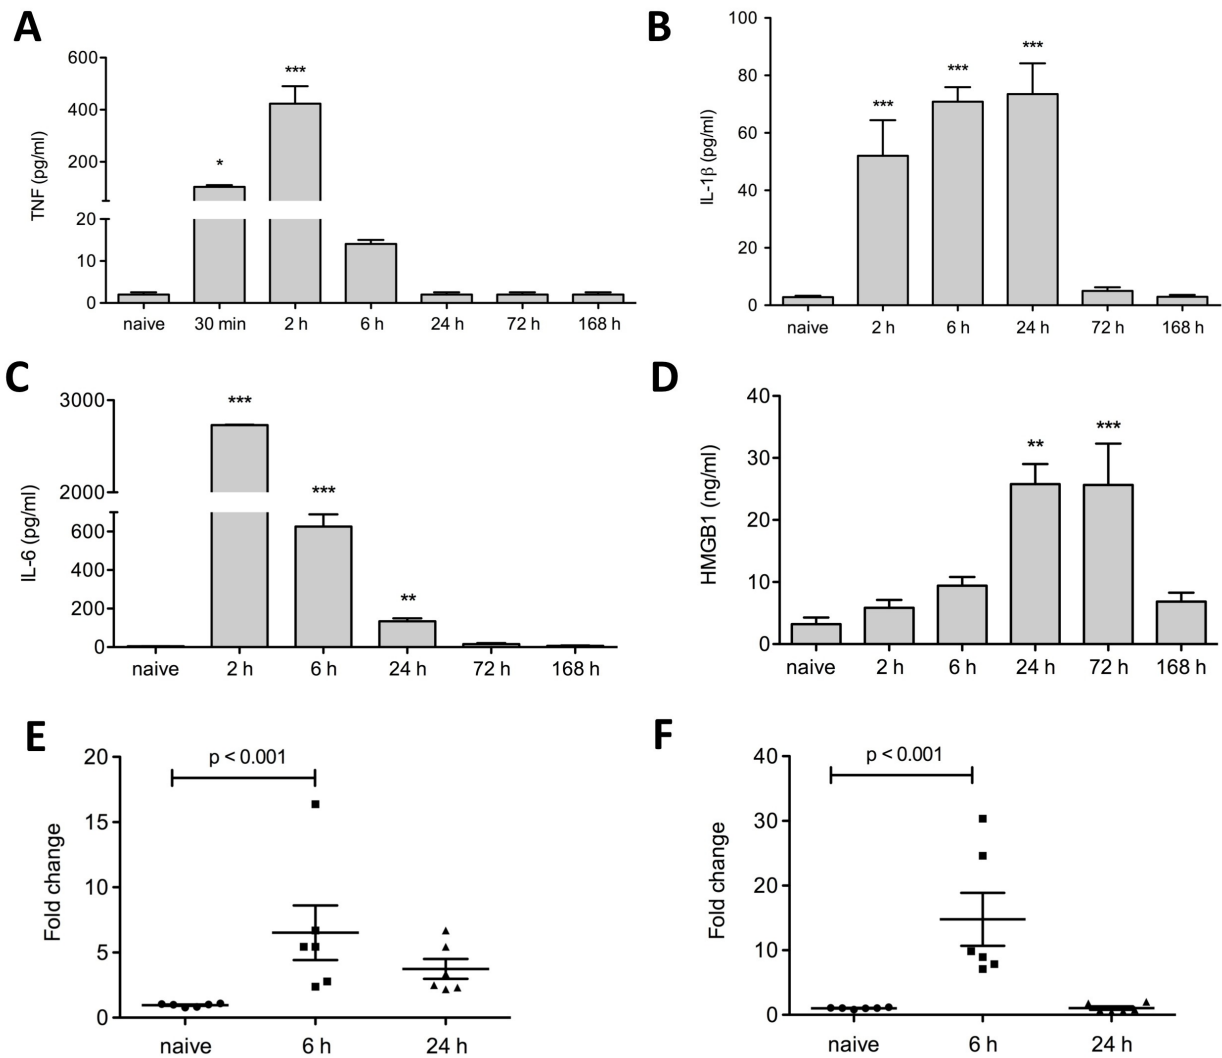 A
TNF (pg/ml)
600
400
200
20
10
0
*
***
naive 30 min 2 h 6 h 24 h 72 h 168 h
B
IL-1β (pg/ml)
100
80
60
40
20
0
***
***
***
naive 2 h 6 h 24 h 72 h 168 h
C
IL-6 (pg/ml)
3000
2000
600
400
200
0
***
***
**
naive 2 h 6 h 24 h 72 h 168 h
D
HMGB1 (ng/ml)
40
30
20
10
0
**
***
naive 2 h 6 h 24 h 72 h 168 h
E
Fold change
20
15
10
5
0
p < 0.001
naive 6 h 24 h
F
Fold change
40
30
20
10
0
p < 0.001
naive 6 h 24 h